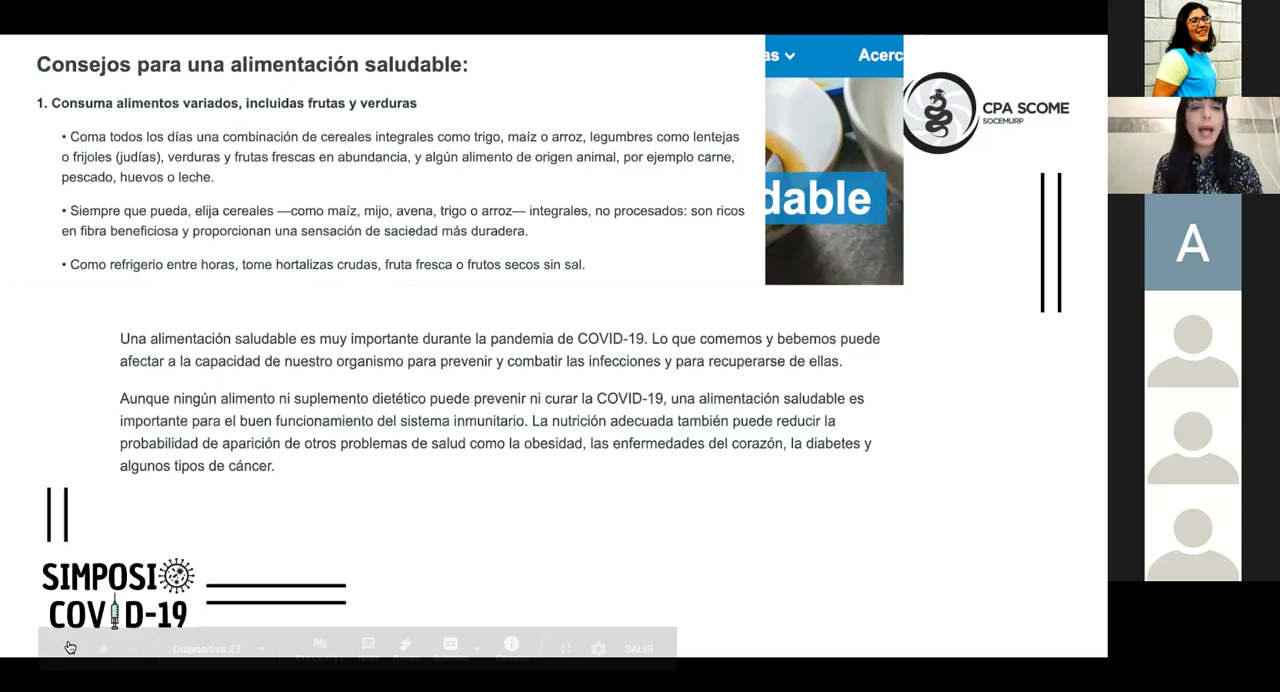 Consejos para una alimentación saludable:
1. Consuma alimentos variados, incluidas frutas y verduras
• Coma todos los días una combinación de cereales integrales como trigo, maíz o arroz, legumbres como lentejas
o frijoles (judías), verduras y frutas frescas en abundancia, y algún alimento de origen animal, por ejemplo carne,
pescado, huevos o leche.
• Siempre que pueda, elija cereales —como maíz, mijo, avena, trigo o arroz— integrales, no procesados: son ricos
en fibra beneficiosa y proporcionan una sensación de saciedad más duradera.
• Como refrigerio entre horas, tome hortalizas crudas, fruta fresca o frutos secos sin sal.
as
Acerc
dable
CPA SCOME
SOCEMURP
A
Una alimentación saludable es muy importante durante la pandemia de COVID-19. Lo que comemos y bebemos puede
afectar a la capacidad de nuestro organismo para prevenir y combatir las infecciones y para recuperarse de ellas.
Aunque ningún alimento ni suplemento dietético puede prevenir ni curar la COVID-19, una alimentación saludable es
importante para el buen funcionamiento del sistema inmunitario. La nutrición adecuada también puede reducir la
probabilidad de aparición de otros problemas de salud como la obesidad, las enfermedades del corazón, la diabetes y
algunos tipos de cáncer.
SIMPOSIO
COVID-19
Diapositiva 23
SALIR